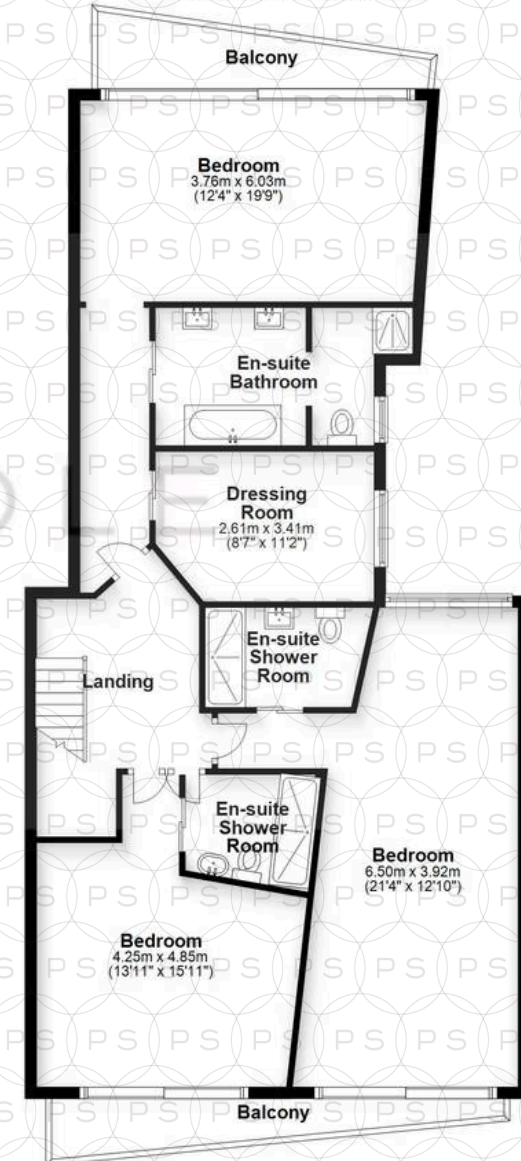 Balcony
Bedroom
3.76m x 6.03m
(12'4" x 19'9")
En-suite
Bathroom
Dressing
Room
2.61m x 3.41m
(8'7" x 11'2")
En-suite
Shower
Room
Landing
En-suite
Shower
Room
Bedroom
6.50m x 3.92m
(21'4" x 12'10")
Bedroom
4.25m x 4.85m
(13'11" x 15'11")
Balcony